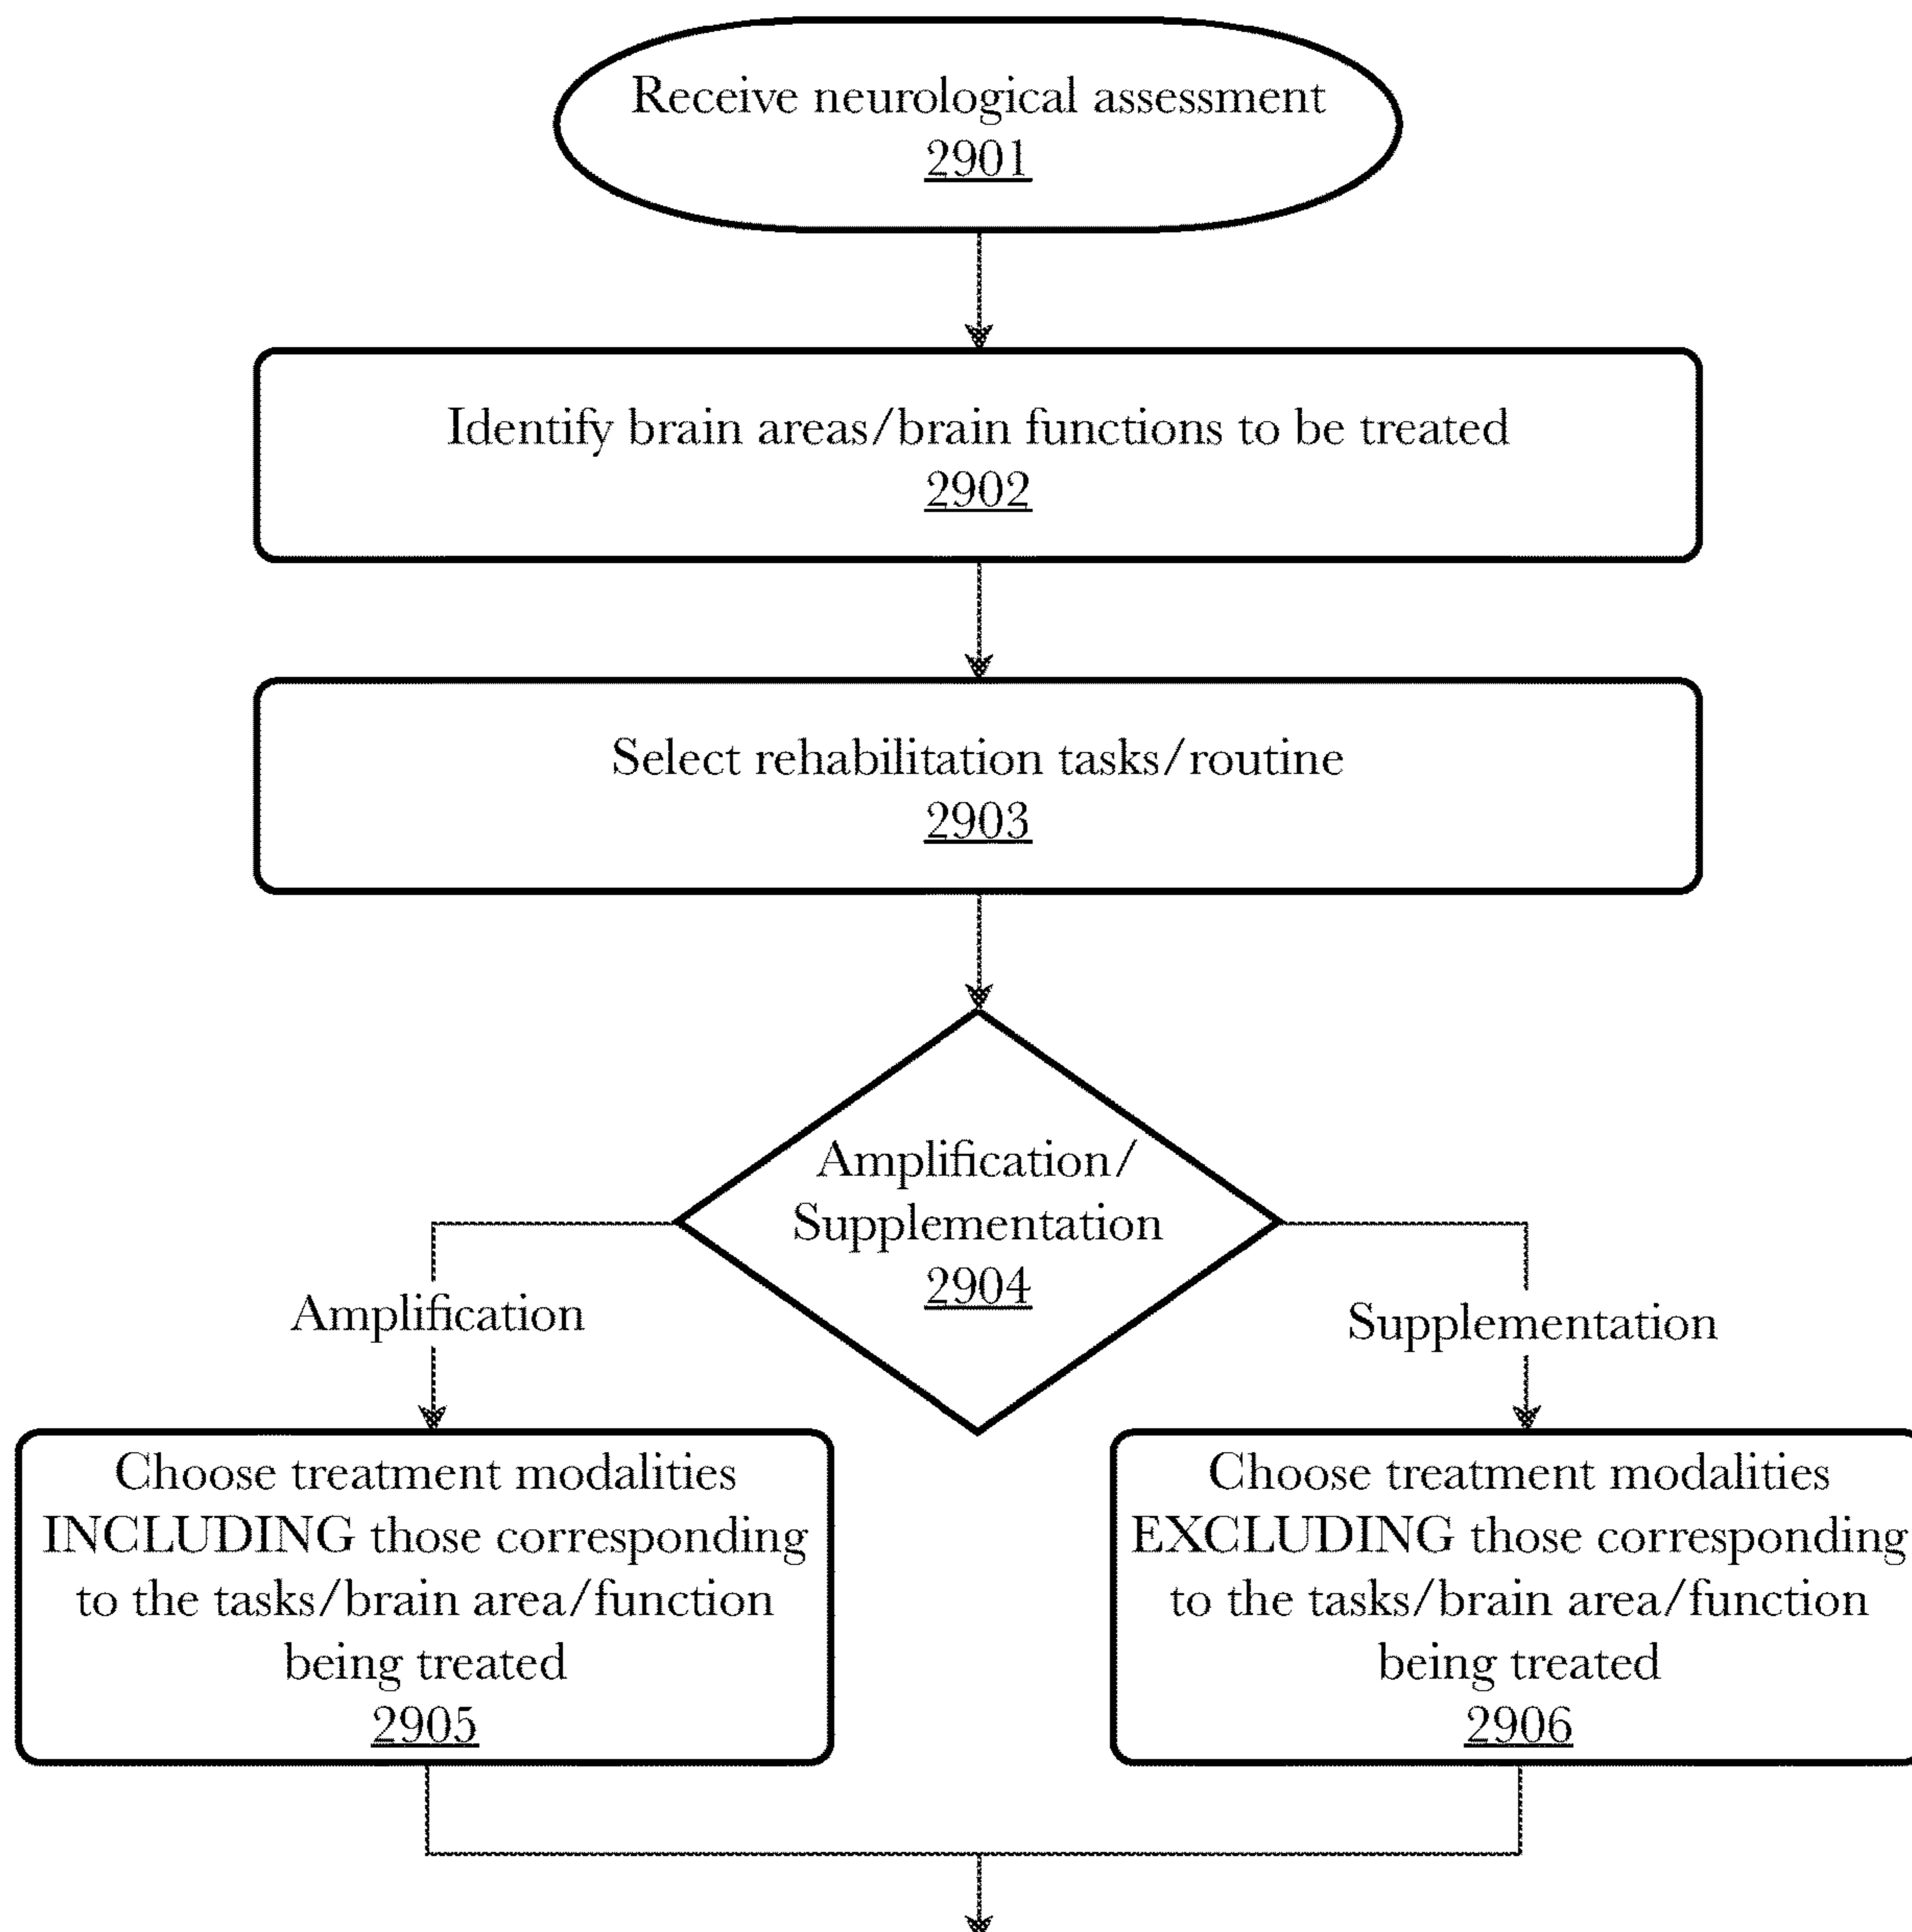 Receive neurological assessment
2901
Identify brain areas/brain functions to be treated
2902
Select rehabilitation tasks/routine
2903
Amplification/
Supplementation
2904
Amplification
Supplementation
Choose treatment modalities
INCLUDING those corresponding
to the tasks/brain area/function
being treated
2905
Choose treatment modalities
EXCLUDING those corresponding
to the tasks/brain area/function
being treated
2906